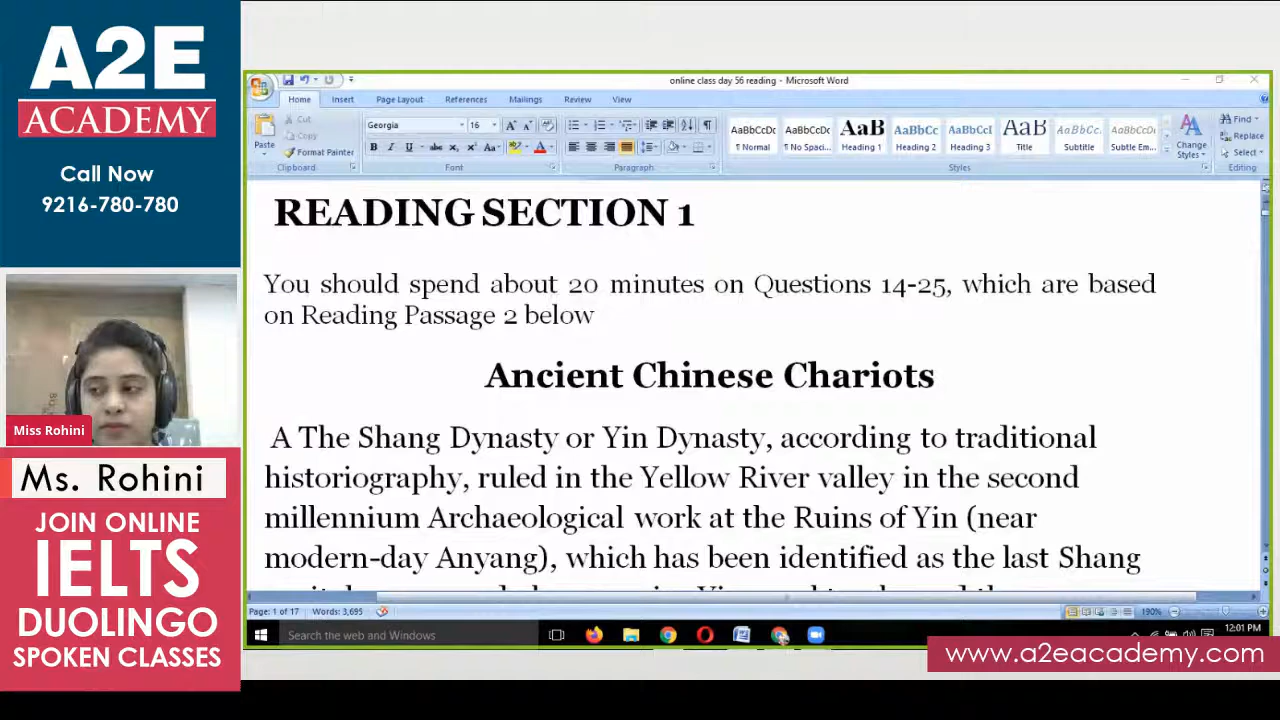 A2E
ACADEMY
Call Now
9216-780-780
Miss Rohini
Ms. Rohini
JOIN ONLINE
IELTS
DUOLINGO
SPOKEN CLASSES
online class day 56 reading - Microsoft Word
Home Insert Page Layout References Mailings Review View
Paste
Cut
Copy
Format Painter
Clipboard
Georgia 16
Font
Paragraph
AaBbCcDc AaBbCcDc AaB AaBbCc AaBbCcI AaB AaBbCcI AaBbCcDc
¶ Normal ¶ No Spaci... Heading 1 Heading 2 Heading 3 Title Subtitle Subtle Em...
Change
Styles
Styles
Find
Replace
Select
Editing
READING SECTION 1
You should spend about 20 minutes on Questions 14-25, which are based
on Reading Passage 2 below
Ancient Chinese Chariots
A The Shang Dynasty or Yin Dynasty, according to traditional
historiography, ruled in the Yellow River valley in the second
millennium Archaeological work at the Ruins of Yin (near
modern-day Anyang), which has been identified as the last Shang
Page: 1 of 17 Words: 3,695 190%
Search the web and Windows
12:01 PM
www.a2eacademy.com